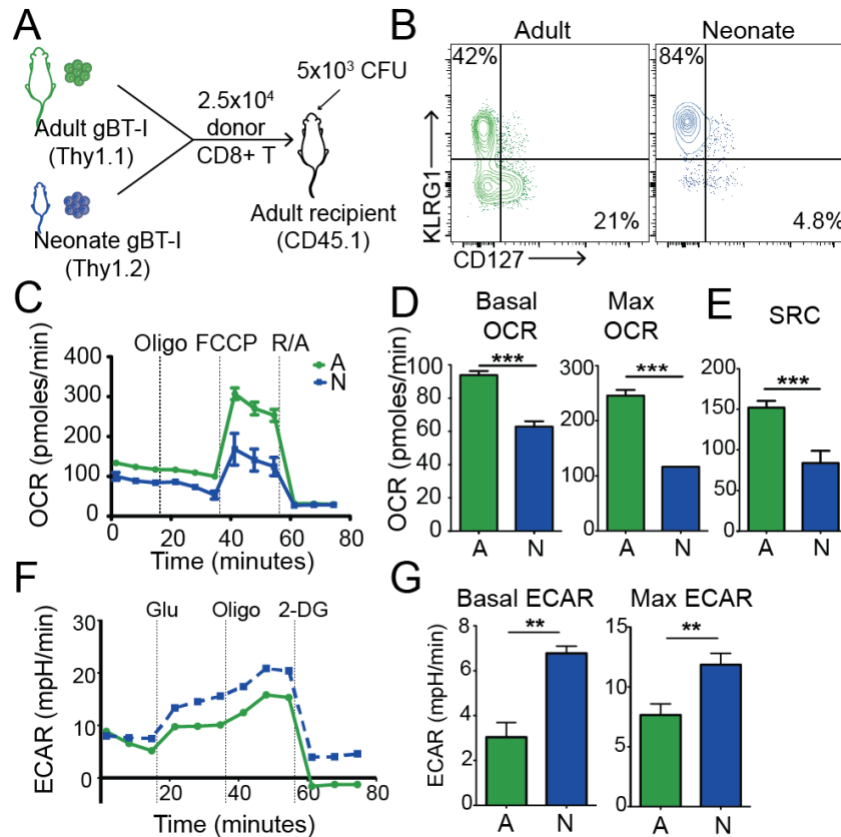 A
Adult gBT-I
(Thy1.1)
Neonate gBT-I
(Thy1.2)
2.5x10⁴
donor
CD8+ T
5x10³ CFU
Adult recipient
(CD45.1)
B
Adult
Neonate
42%
21%
84%
4.8%
KLRG1
CD127
C
Oligo FCCP R/A
A
N
OCR (pmoles/min)
400
300
200
100
0
0 20 40 60 80
Time (minutes)
D
Basal
OCR
OCR (pmoles/min)
100
80
60
40
20
0
***
A N
Max
OCR
200
100
0
***
A N
E
SRC
200
150
100
50
0
***
A N
F
Glu Oligo 2-DG
ECAR (mpH/min)
30
20
10
0
20 40 60 80
Time (minutes)
G
Basal ECAR
ECAR (mpH/min)
8
6
4
2
0
**
A N
Max ECAR
15
10
5
0
**
A N